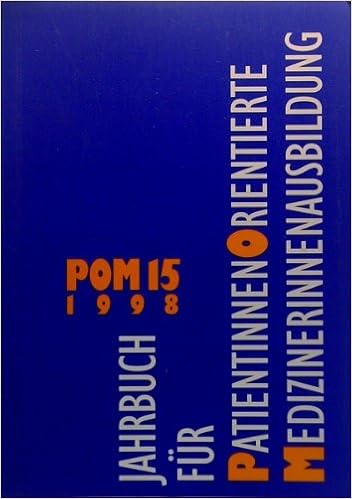 POM 15
1998
JAHRBUCH
FÜR
PATIENTINNENORIENTIERTE
MEDIZINERINNENAUSBILDUNG